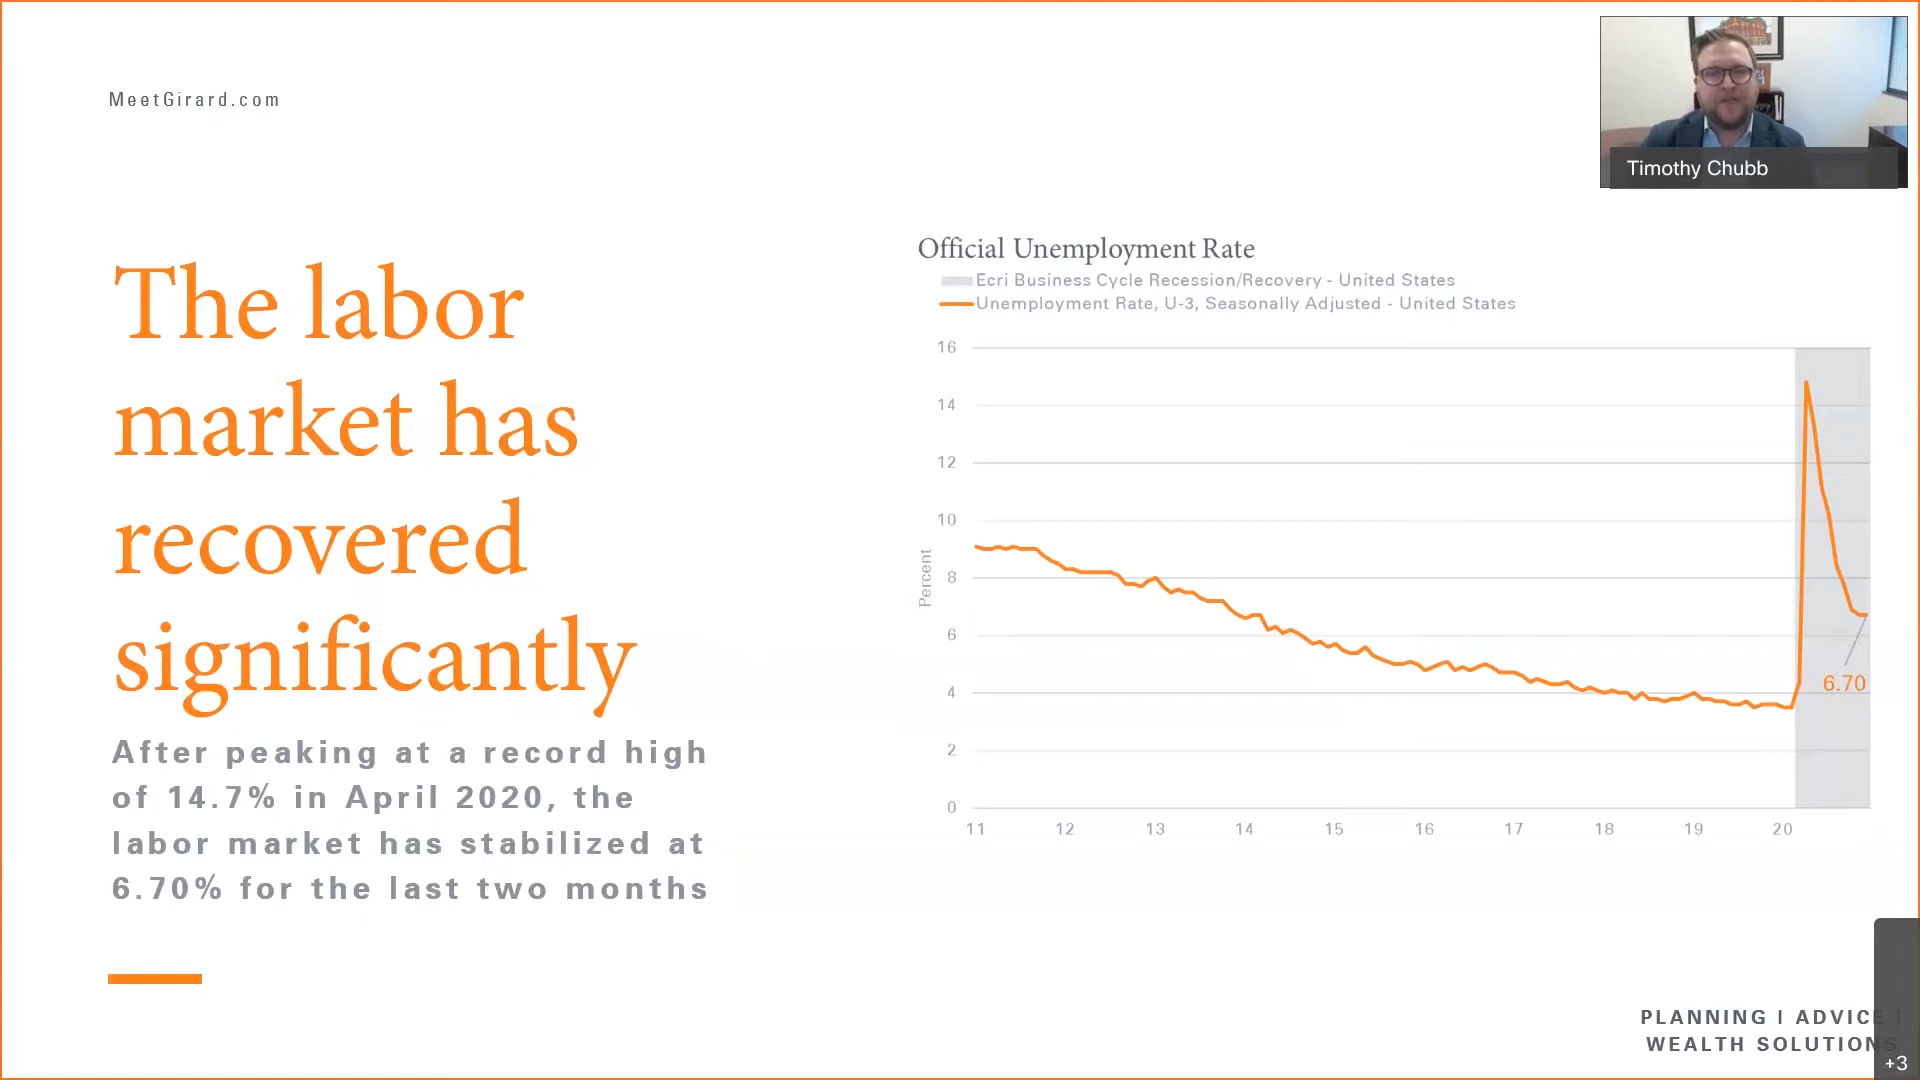 MeetGirard.com
Timothy Chubb
The labor
market has
recovered
significantly
After peaking at a record high
of 14.7% in April 2020, the
labor market has stabilized at
6.70% for the last two months
Official Unemployment Rate
Ecri Business Cycle Recession/Recovery - United States
Unemployment Rate, U-3, Seasonally Adjusted - United States
Percent
16
14
12
10
8
6
4
2
0
6.70
11 12 13 14 15 16 17 18 19 20
PLANNING | ADVICE |
WEALTH SOLUTIONS
+3